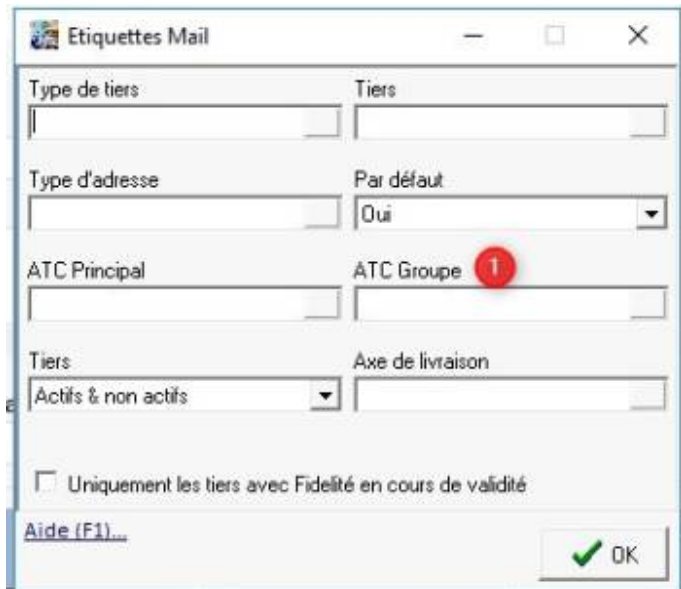 Etiquettes Mail
Type de tiers Tiers
Type d'adresse Par défaut
Oui
ATC Principal ATC Groupe 1
Tiers Axe de livraison
Actifs & non actifs
Uniquement les tiers avec Fidelité en cours de validité
Aide (F1)...
OK